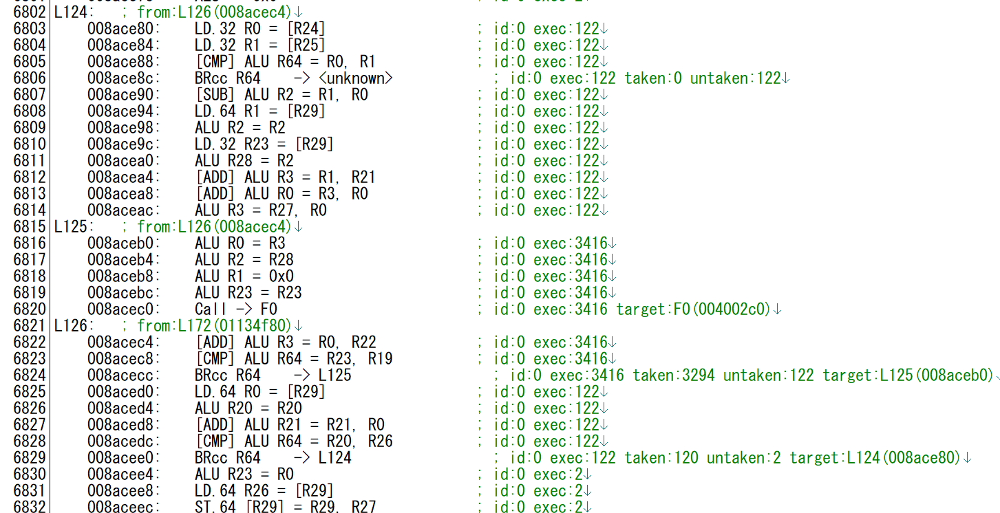 6802 L124:   ; from:L126(008acec4)↓
6803     008ace80:    LD.32 R0 = [R24]                 ; id:0 exec:122↓
6804     008ace84:    LD.32 R1 = [R25]                 ; id:0 exec:122↓
6805     008ace88:    [CMP] ALU R64 = R0, R1           ; id:0 exec:122↓
6806     008ace8c:    BRcc R64    -> <unknown>            ; id:0 exec:122 taken:0 untaken:122↓
6807     008ace90:    [SUB] ALU R2 = R1, R0            ; id:0 exec:122↓
6808     008ace94:    LD.64 R1 = [R29]                 ; id:0 exec:122↓
6809     008ace98:    ALU R2 = R2                      ; id:0 exec:122↓
6810     008ace9c:    LD.32 R23 = [R29]                ; id:0 exec:122↓
6811     008acea0:    ALU R28 = R2                     ; id:0 exec:122↓
6812     008acea4:    [ADD] ALU R3 = R1, R21           ; id:0 exec:122↓
6813     008acea8:    [ADD] ALU R0 = R3, R0            ; id:0 exec:122↓
6814     008aceac:    ALU R3 = R27, R0                 ; id:0 exec:122↓
6815 L125:   ; from:L126(008acec4)↓
6816     008aceb0:    ALU R0 = R3                      ; id:0 exec:3416↓
6817     008aceb4:    ALU R2 = R28                     ; id:0 exec:3416↓
6818     008aceb8:    ALU R1 = 0x0                     ; id:0 exec:3416↓
6819     008acebc:    ALU R23 = R23                    ; id:0 exec:3416↓
6820     008acec0:    Call -> F0                       ; id:0 exec:3416 target:F0(004002c0)↓
6821 L126:   ; from:L172(01134f80)↓
6822     008acec4:    [ADD] ALU R3 = R0, R22           ; id:0 exec:3416↓
6823     008acec8:    [CMP] ALU R64 = R23, R19         ; id:0 exec:3416↓
6824     008acecc:    BRcc R64    -> L125                 ; id:0 exec:3416 taken:3294 untaken:122 target:L125(008aceb0)↓
6825     008aced0:    LD.64 R0 = [R29]                 ; id:0 exec:122↓
6826     008aced4:    ALU R20 = R20                    ; id:0 exec:122↓
6827     008aced8:    [ADD] ALU R21 = R21, R0          ; id:0 exec:122↓
6828     008acedc:    [CMP] ALU R64 = R20, R26         ; id:0 exec:122↓
6829     008acee0:    BRcc R64    -> L124                 ; id:0 exec:122 taken:120 untaken:2 target:L124(008ace80)↓
6830     008acee4:    ALU R23 = R0                     ; id:0 exec:2↓
6831     008acee8:    LD.64 R26 = [R29]                ; id:0 exec:2↓
6832     008aceec:    ST.64 [R29] = R29, R27           ; id:0 exec:2↓